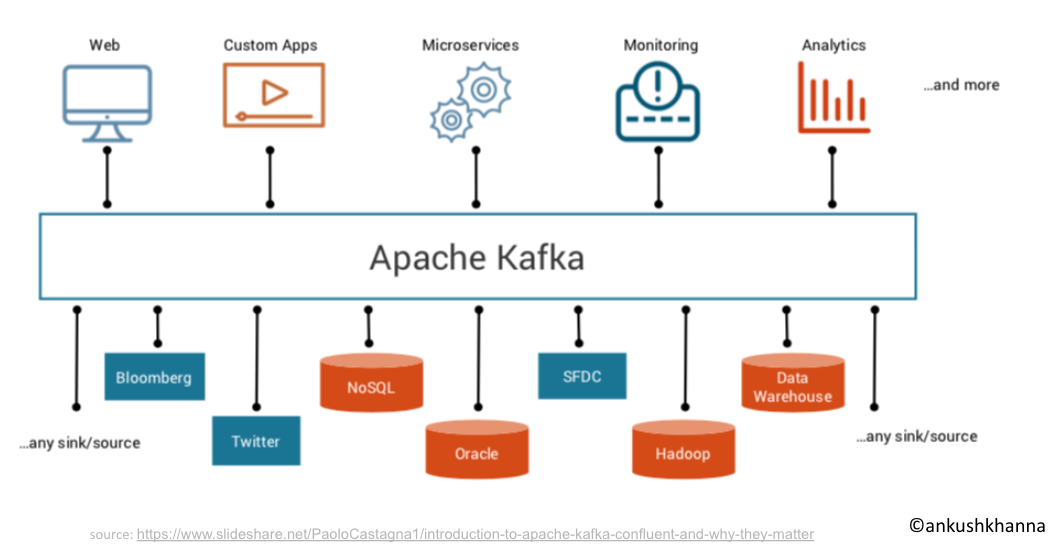 Web
Custom Apps
Microservices
Monitoring
Analytics
...and more
Apache Kafka
Bloomberg
NoSQL
SFDC
Data
Warehouse
...any sink/source
Twitter
Oracle
Hadoop
...any sink/source
©ankushkhanna
source: https://www.slideshare.net/PaoloCastagna1/introduction-to-apache-kafka-confluent-and-why-they-matter